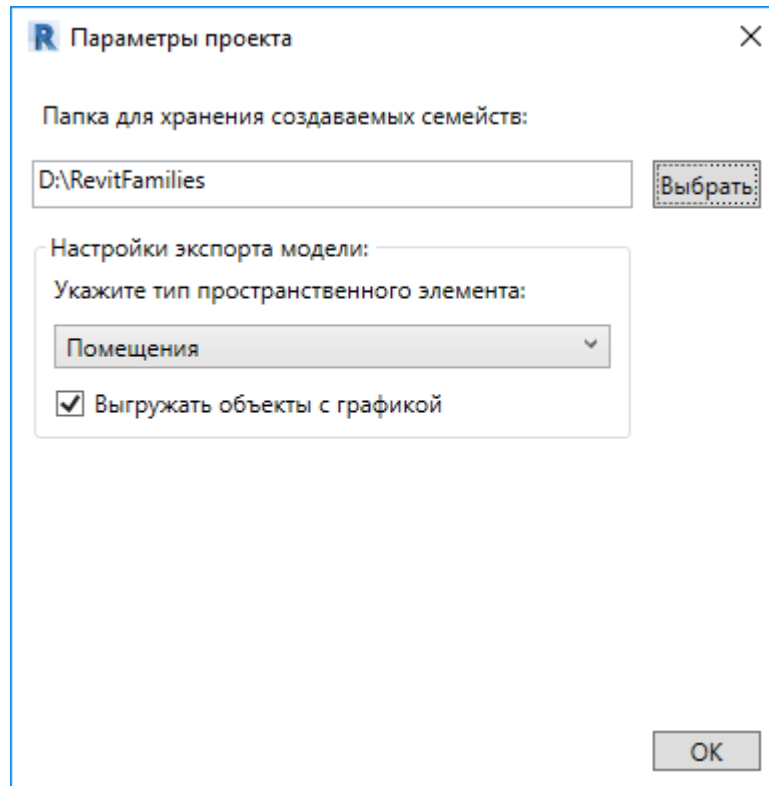 R Параметры проекта
Папка для хранения создаваемых семейств:
D:\RevitFamilies Выбрать
Настройки экспорта модели:
Укажите тип пространственного элемента:
Помещения
Выгружать объекты с графикой
OK